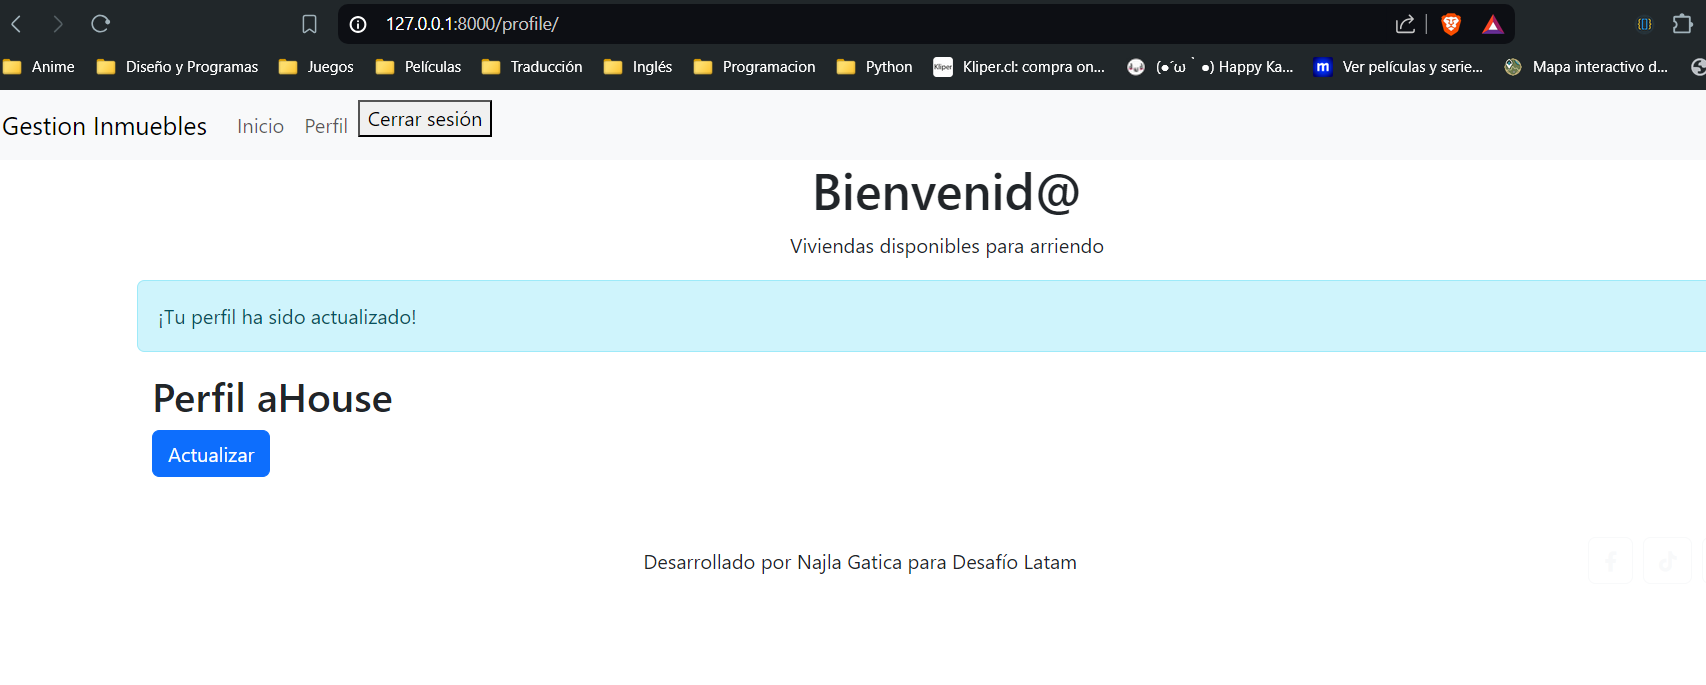 127.0.0.1:8000/profile/
Anime Diseño y Programas Juegos Películas Traducción Inglés Programacion Python Kliper.cl: compra on... (●´ω｀●) Happy Ka... m Ver películas y serie... Mapa interactivo d...
Gestion Inmuebles Inicio Perfil Cerrar sesión
Bienvenid@
Viviendas disponibles para arriendo
¡Tu perfil ha sido actualizado!
Perfil aHouse
Actualizar
Desarrollado por Najla Gatica para Desafío Latam